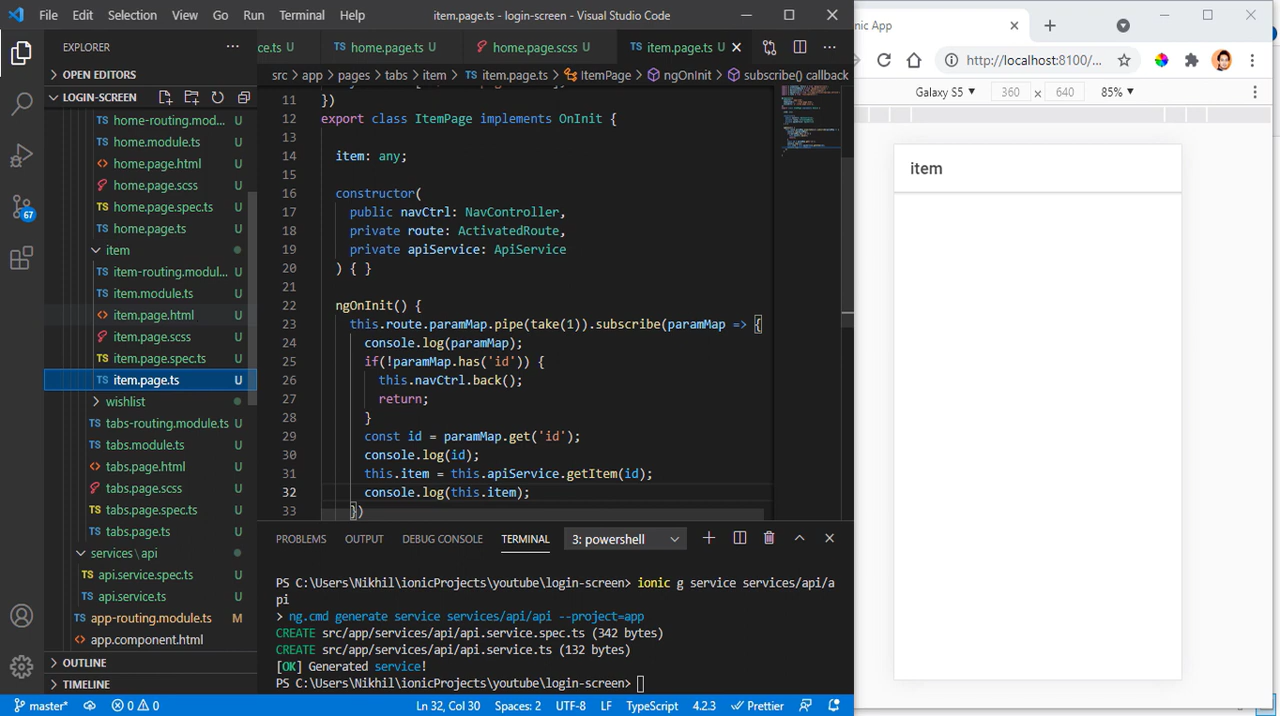 File Edit Selection View Go Run Terminal Help item.page.ts - login-screen - Visual Studio Code
EXPLORER
OPEN EDITORS
LOGIN-SCREEN
home-routing.modul...
home.module.ts U
home.page.html U
home.page.scss U
home.page.spec.ts U
home.page.ts U
item
item-routing.modul... U
item.module.ts U
item.page.html U
item.page.scss U
item.page.spec.ts U
item.page.ts U
wishlist
tabs-routing.module.ts U
tabs.module.ts U
tabs.page.html U
tabs.page.scss U
tabs.page.spec.ts U
tabs.page.ts U
services\api
api.service.spec.ts U
api.service.ts U
app-routing.module.ts M
app.component.html U
OUTLINE
TIMELINE
67
ce.ts U home.page.ts U home.page.scss U item.page.ts U
src > app > pages > tabs > item > item.page.ts > ItemPage > ngOnInit > subscribe() callback
11 })
12 export class ItemPage implements OnInit {
13
14 item: any;
15
16 constructor(
17 public navCtrl: NavController,
18 private route: ActivatedRoute,
19 private apiService: ApiService
20 ) { }
21
22 ngOnInit() {
23 this.route.paramMap.pipe(take(1)).subscribe(paramMap => {
24 console.log(paramMap);
25 if(!paramMap.has('id')) {
26 this.navCtrl.back();
27 return;
28 }
29 const id = paramMap.get('id');
30 console.log(id);
31 this.item = this.apiService.getItem(id);
32 console.log(this.item);
33 })
PROBLEMS OUTPUT DEBUG CONSOLE TERMINAL 3: powershell
PS C:\Users\Nikhil\ionicProjects\youtube\login-screen> ionic g service services/api/a
pi
> ng.cmd generate service services/api/api --project=app
CREATE src/app/services/api/api.service.spec.ts (342 bytes)
CREATE src/app/services/api/api.service.ts (132 bytes)
[OK] Generated service!
PS C:\Users\Nikhil\ionicProjects\youtube\login-screen>
master* 0 0 Ln 32, Col 30 Spaces: 2 UTF-8 LF TypeScript 4.2.3 Prettier
nic App
http://localhost:8100/...
Galaxy S5 360 x 640 85%
item